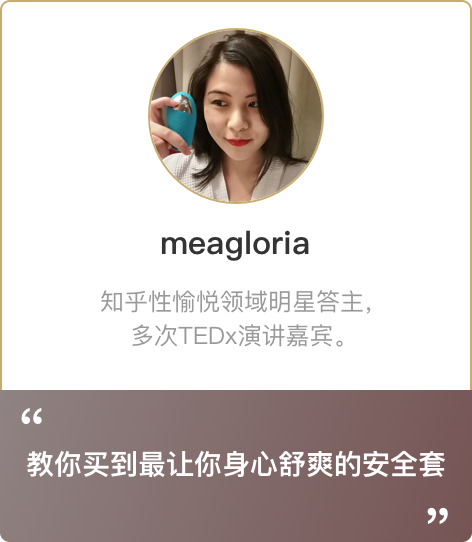 meagloria
知乎性愉悦领域明星答主，
多次TEDx演讲嘉宾。
“
教你买到最让你身心舒爽的安全套
”